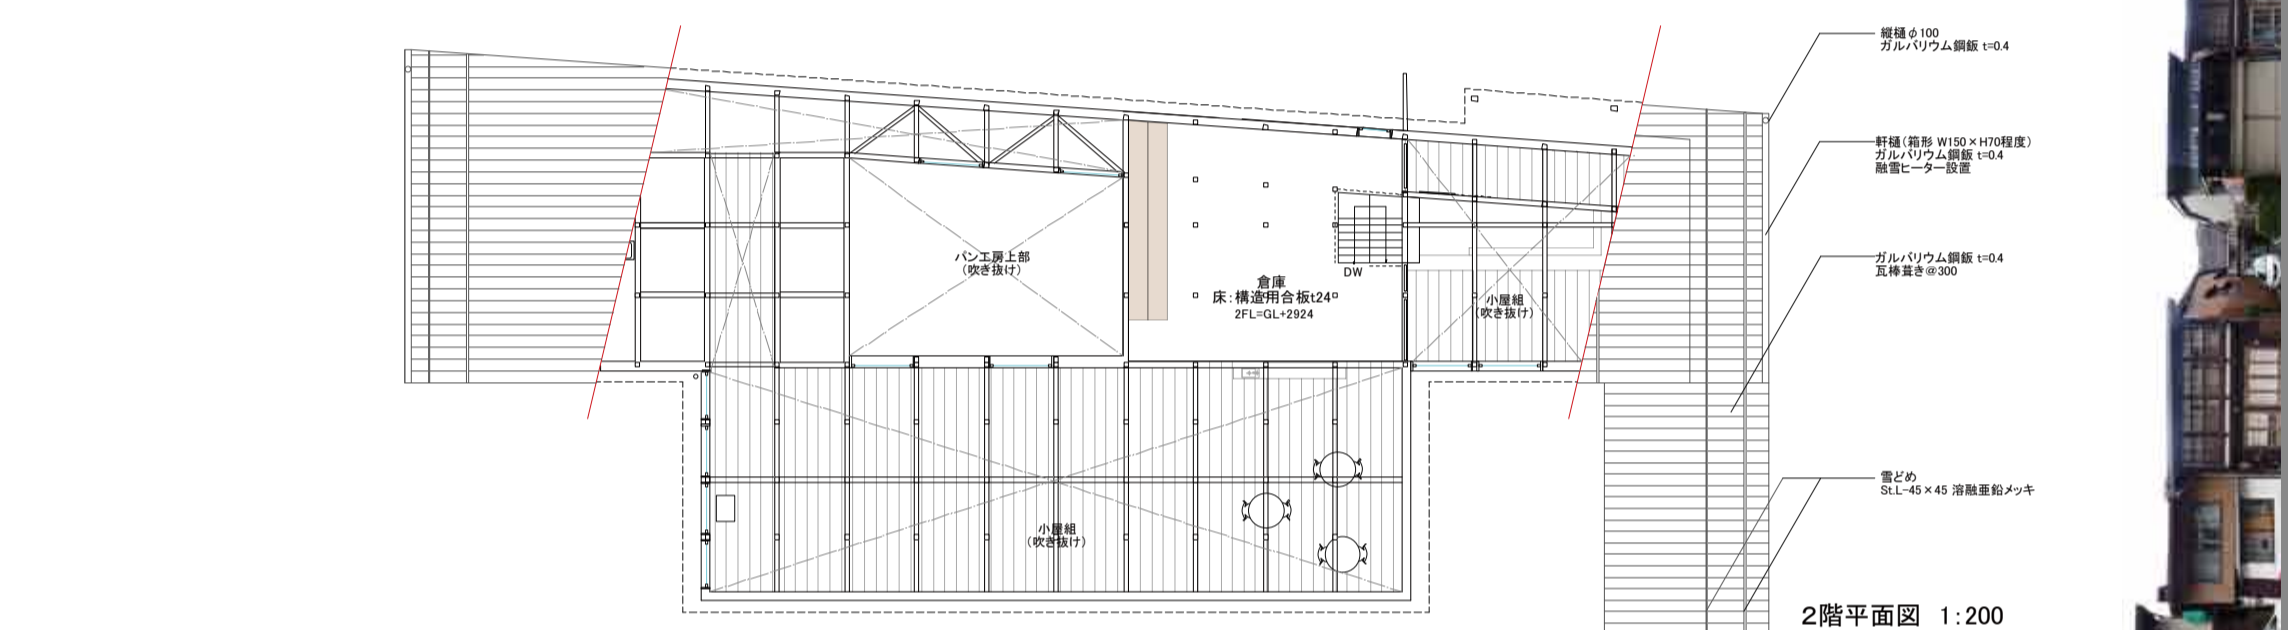 縦樋φ100
ガルバリウム鋼鈑 t=0.4
軒樋(箱形 W150×H70程度)
ガルバリウム鋼鈑 t=0.4
融雪ヒーター設置
パン工房上部
(吹き抜け)
ガルバリウム鋼鈑 t=0.4
瓦棒葺き@300
DW
倉庫
床:構造用合板t24
2FL=GL+2924
小屋組
(吹き抜け)
雪どめ
St.L-45×45 溶融亜鉛メッキ
小屋組
(吹き抜け)
2階平面図 1:200